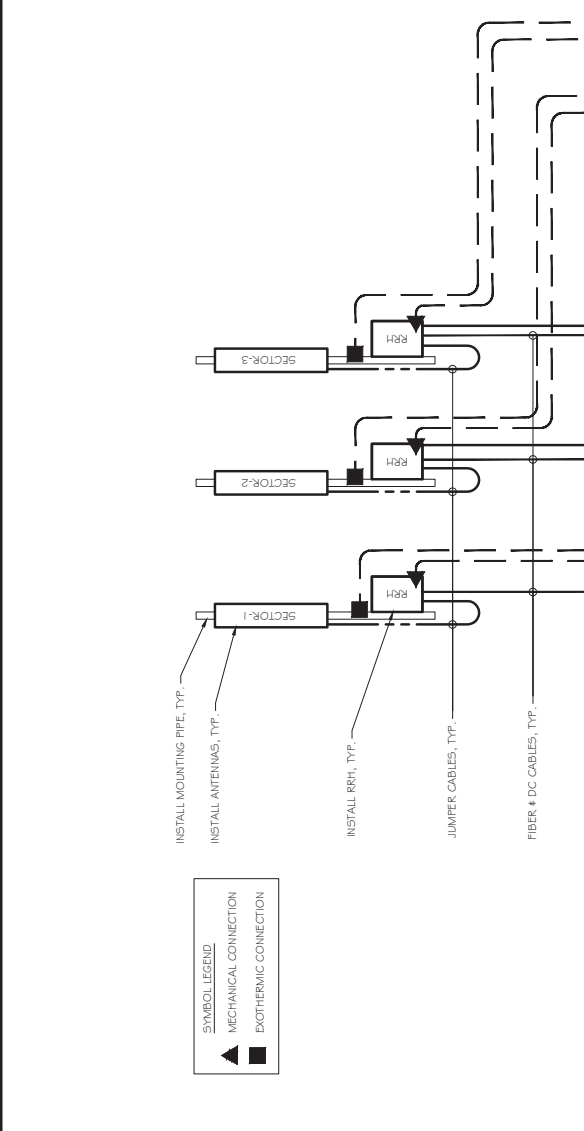 INSTALL MOUNTING PIPE, TYP.
INSTALL ANTENNAS, TYP.
INSTALL RRH, TYP.
JUMPER CABLES, TYP.
FIBER & DC CABLES, TYP.
SECTOR-1
RRH
SECTOR-2
RRH
SECTOR-3
RRH
SYMBOL LEGEND
MECHANICAL CONNECTION
EXOTHERMIC CONNECTION